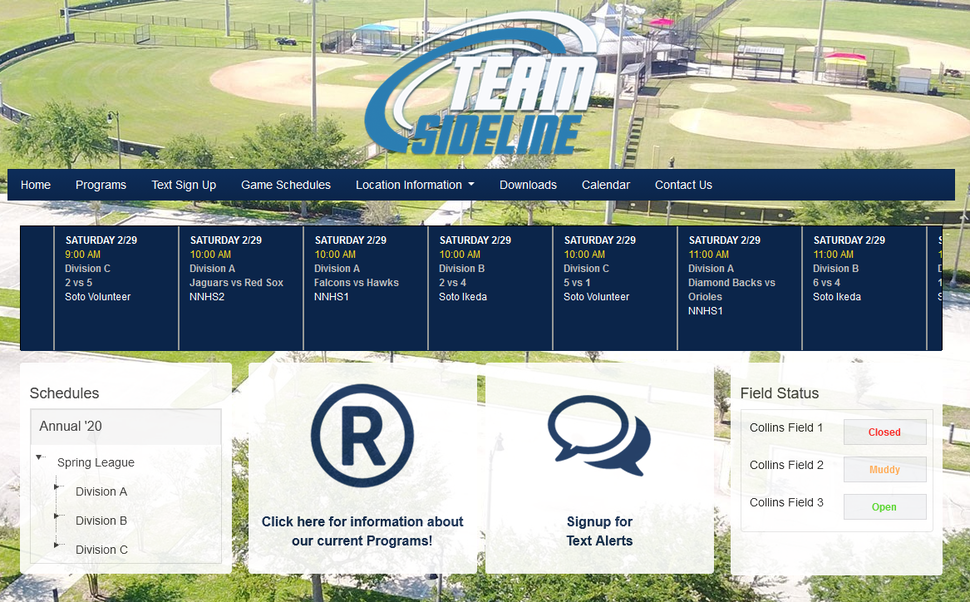 TEAM
SIDELINE
Home Programs Text Sign Up Game Schedules Location Information Downloads Calendar Contact Us
SATURDAY 2/29
9:00 AM
Division C
2 vs 5
Soto Volunteer
SATURDAY 2/29
10:00 AM
Division A
Jaguars vs Red Sox
NNHS2
SATURDAY 2/29
10:00 AM
Division A
Falcons vs Hawks
NNHS1
SATURDAY 2/29
10:00 AM
Division B
2 vs 4
Soto Ikeda
SATURDAY 2/29
10:00 AM
Division C
5 vs 1
Soto Volunteer
SATURDAY 2/29
11:00 AM
Division A
Diamond Backs vs
Orioles
NNHS1
SATURDAY 2/29
11:00 AM
Division B
6 vs 4
Soto Ikeda
Schedules
Annual '20
Spring League
Division A
Division B
Division C
R
Click here for information about
our current Programs!
Signup for
Text Alerts
Field Status
Collins Field 1 Closed
Collins Field 2 Muddy
Collins Field 3 Open